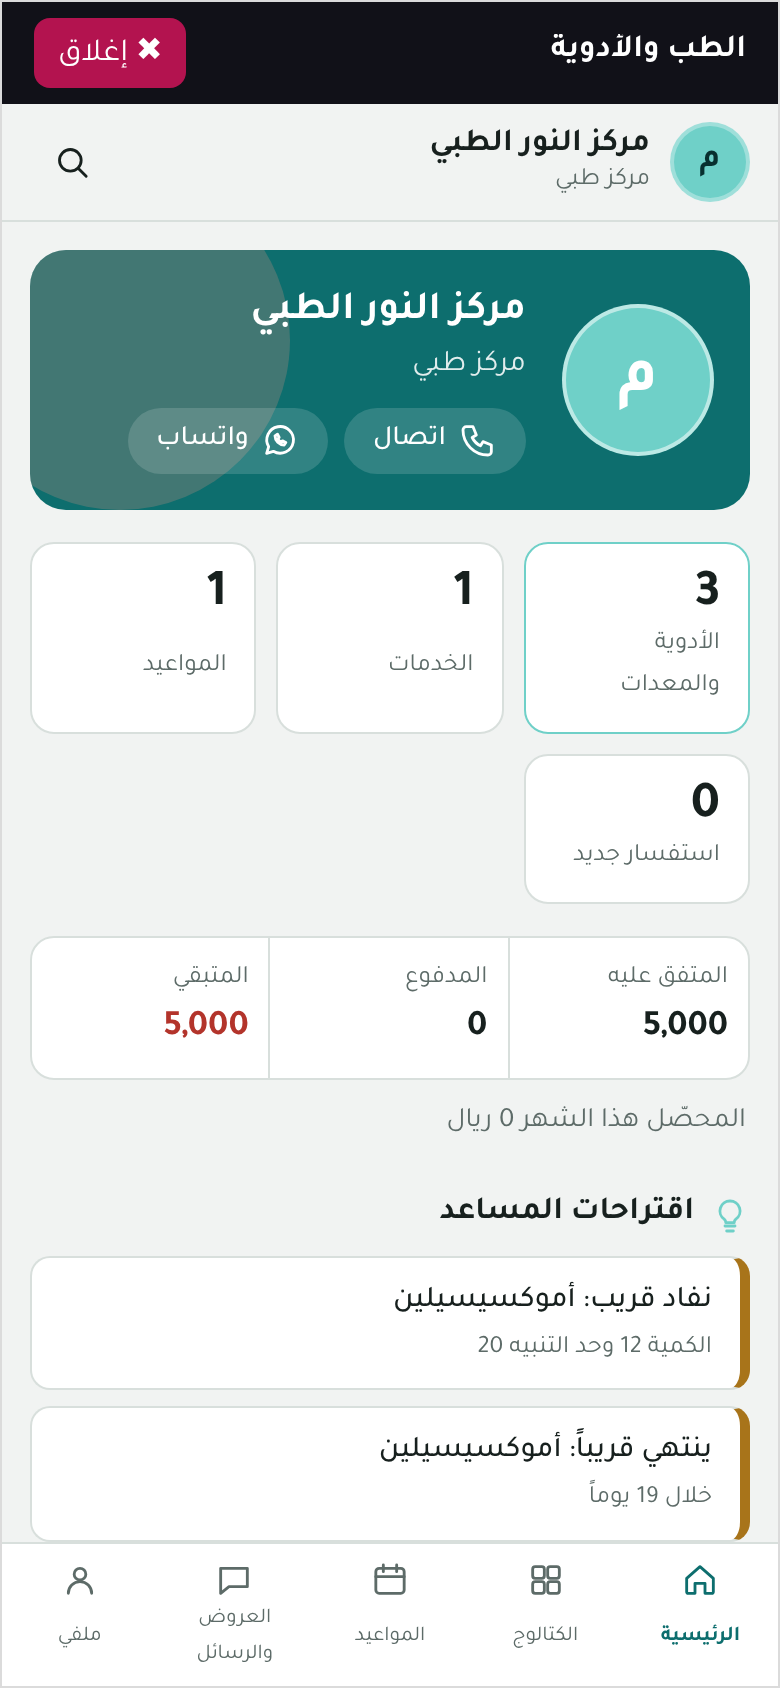 الطب والأدوية
✖ إغلاق
م
مركز النور الطبي
مركز طبي
م
مركز النور الطبي
مركز طبي
اتصال
واتساب
3
الأدوية
والمعدات
1
الخدمات
1
المواعيد
0
استفسار جديد
المتفق عليه
5,000
المدفوع
0
المتبقي
5,000
المحصّل هذا الشهر 0 ريال
اقتراحات المساعد
نفاد قريب: أموكسيسيلين
الكمية 12 وحد التنبيه 20
ينتهي قريباً: أموكسيسيلين
خلال 19 يوماً
الرئيسية
الكتالوج
المواعيد
العروض
والرسائل
ملفي